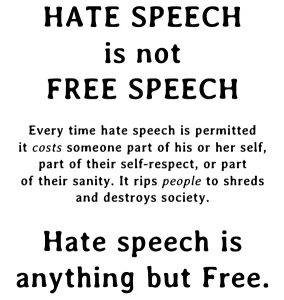 HATE SPEECH
is not
FREE SPEECH
Every time hate speech is permitted
it costs someone part of his or her self,
part of their self-respect, or part
of their sanity. It rips people to shreds
and destroys society.
Hate speech is
anything but Free.